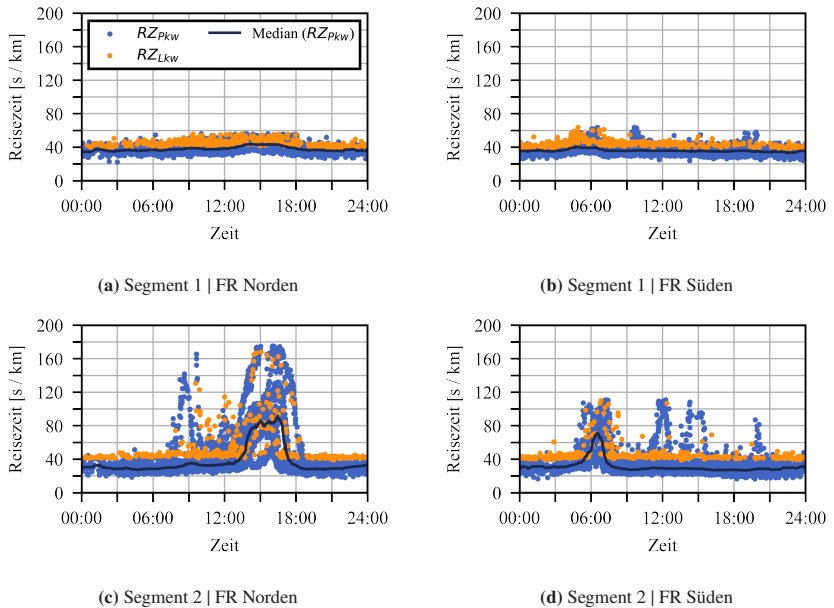 200
160
120
80
40
0
Reisezeit [s / km]
RZPkw
RZLkw
Median (RZPkw)
00:00 06:00 12:00 18:00 24:00
Zeit
(a) Segment 1 | FR Norden
200
160
120
80
40
0
Reisezeit [s / km]
00:00 06:00 12:00 18:00 24:00
Zeit
(b) Segment 1 | FR Süden
200
160
120
80
40
0
Reisezeit [s / km]
00:00 06:00 12:00 18:00 24:00
Zeit
(c) Segment 2 | FR Norden
200
160
120
80
40
0
Reisezeit [s / km]
00:00 06:00 12:00 18:00 24:00
Zeit
(d) Segment 2 | FR Süden